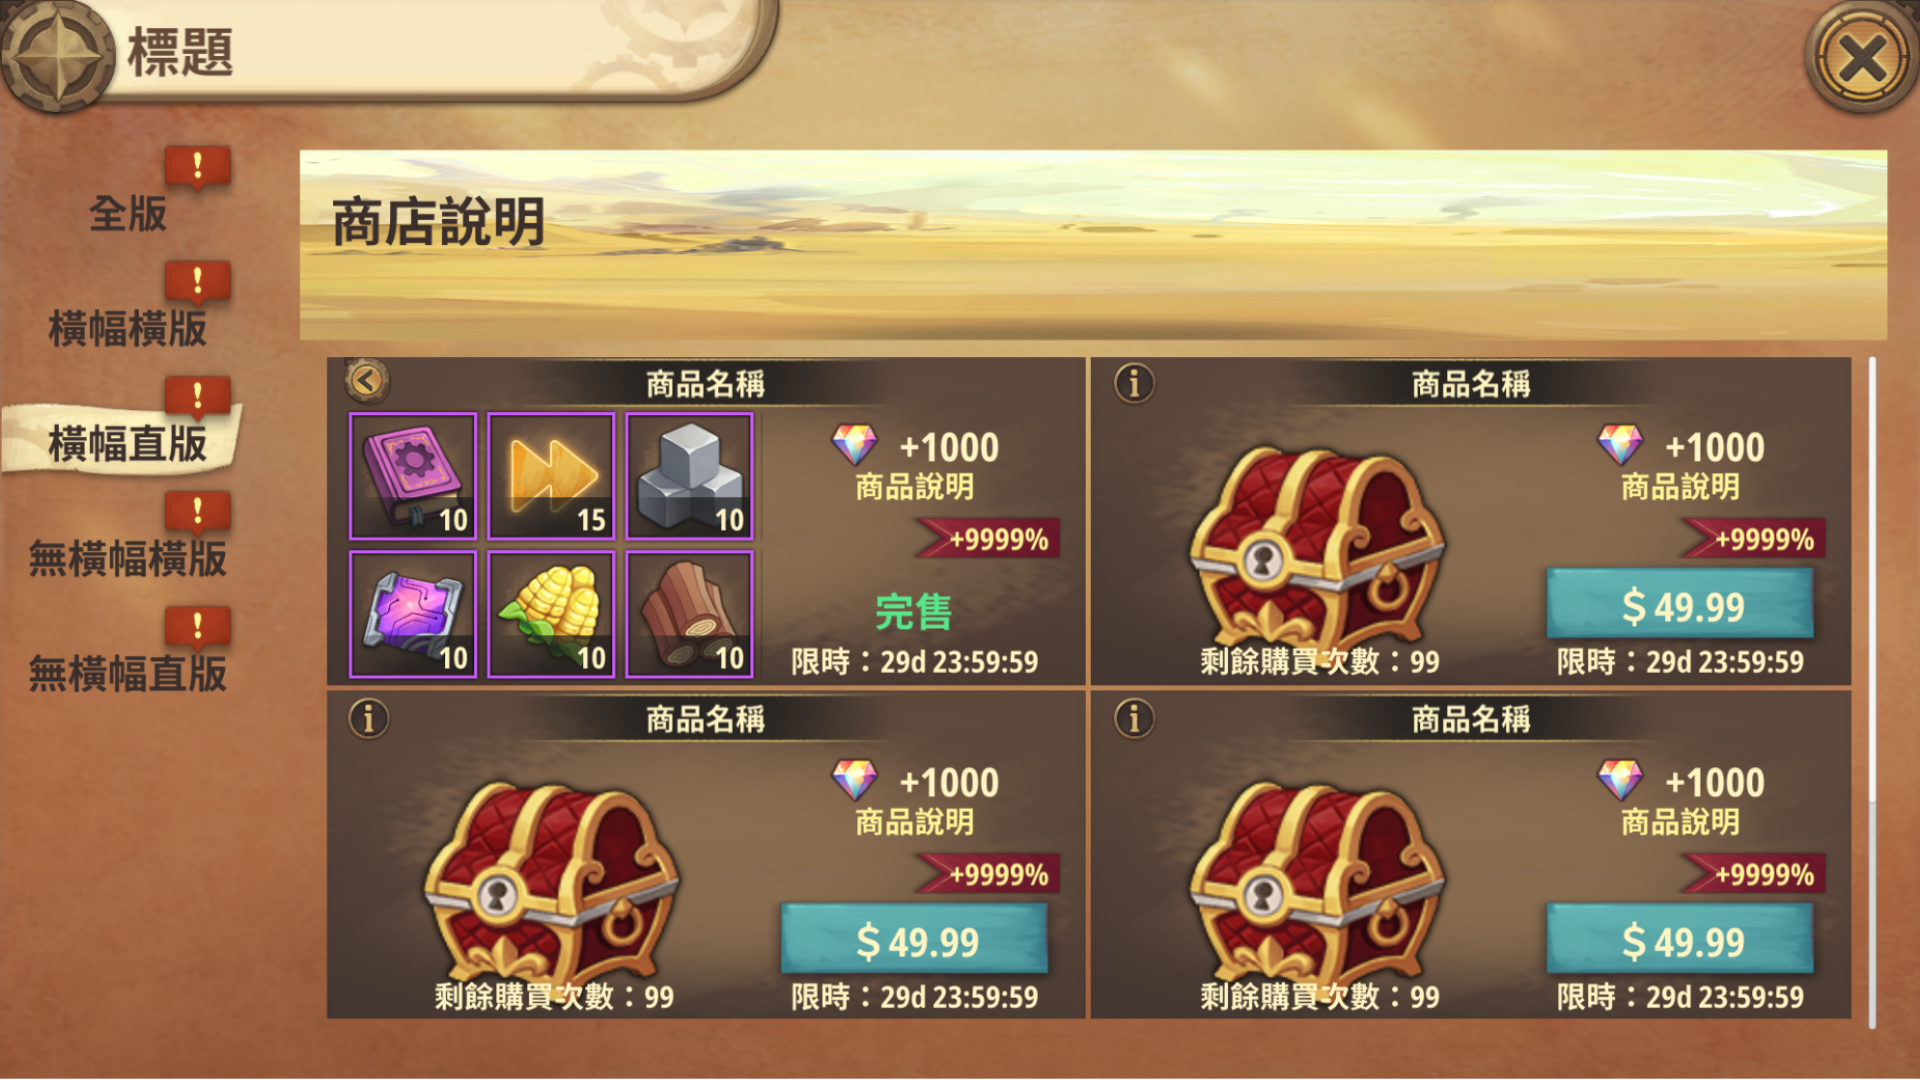 標題
全版
橫幅橫版
橫幅直版
無橫幅橫版
無橫幅直版
商店說明
商品名稱
10
15
10
10
10
10
+1000
商品說明
+9999%
完售
限時：29d 23:59:59
商品名稱
+1000
商品說明
+9999%
$ 49.99
剩餘購買次數：99
限時：29d 23:59:59
商品名稱
+1000
商品說明
+9999%
$ 49.99
剩餘購買次數：99
限時：29d 23:59:59
商品名稱
+1000
商品說明
+9999%
$ 49.99
剩餘購買次數：99
限時：29d 23:59:59